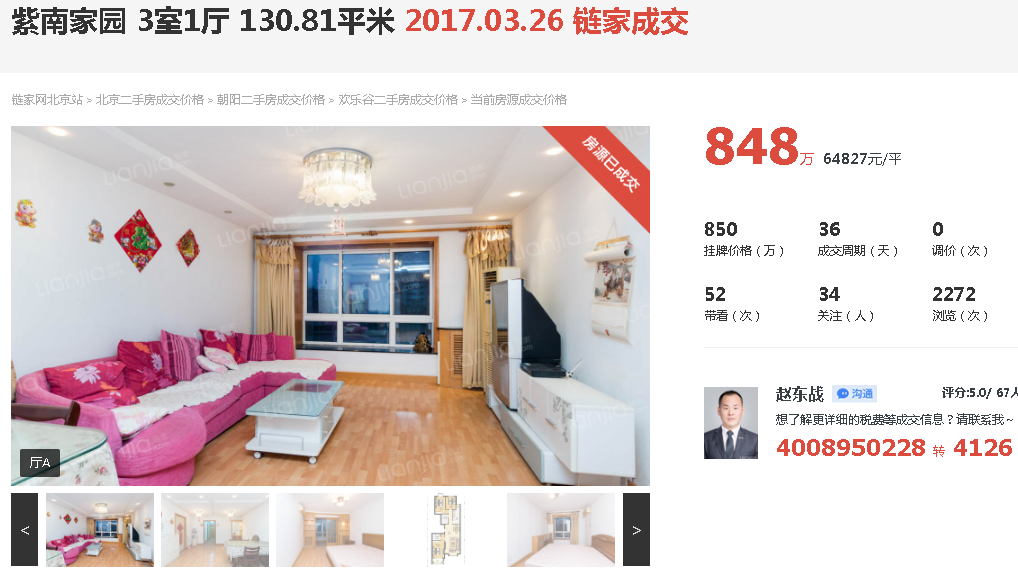 紫南家园 3室1厅 130.81平米 2017.03.26 链家成交
链家网北京站 > 北京二手房成交价格 > 朝阳二手房成交价格 > 欢乐谷二手房成交价格 > 当前房源成交价格
房源已成交
Lianjia
厅A
<
>
848万 64827元/平
850 36 0
挂牌价格（万） 成交周期（天） 调价（次）
52 34 2272
带看（次） 关注（人） 浏览（次）
赵东战 沟通 评分:5.0/ 67
想了解更详细的税费等成交信息？请联系我~
4008950228 转 4126